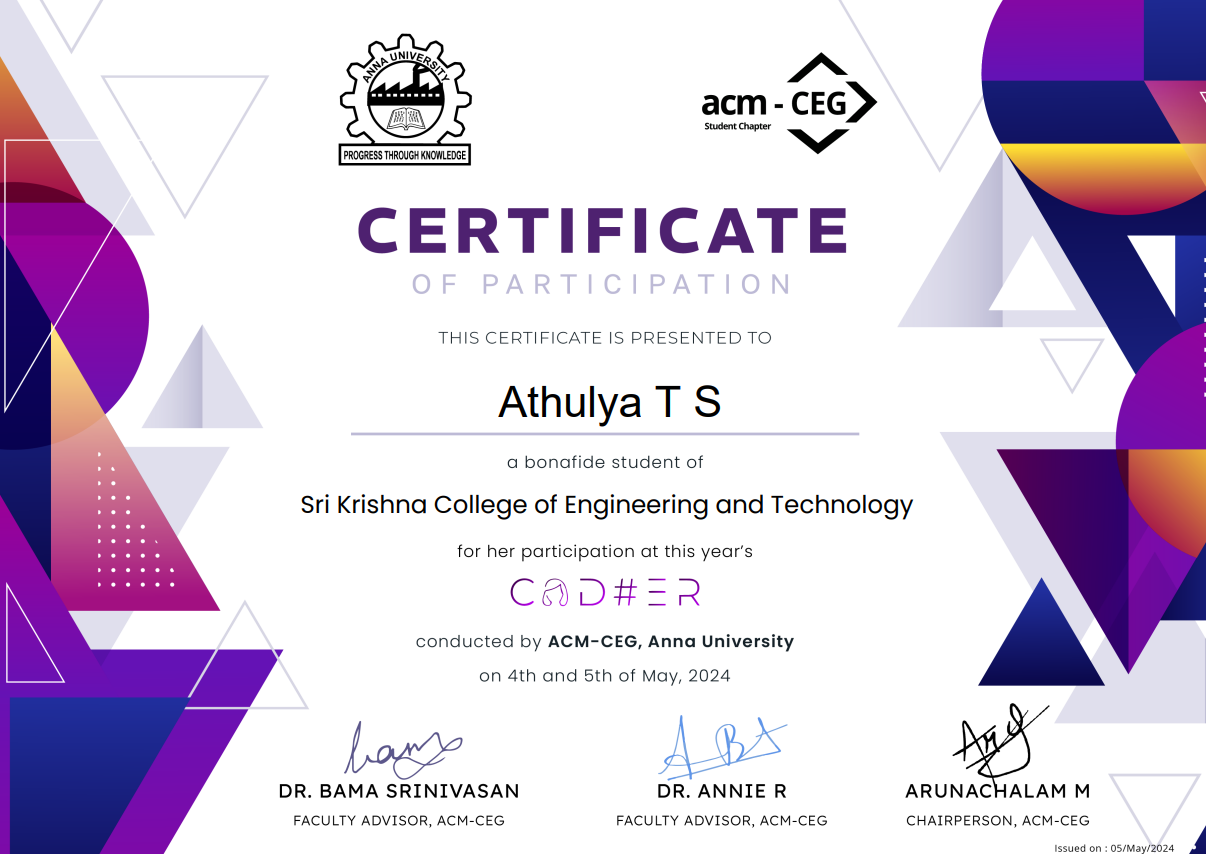 ANNA UNIVERSITY
PROGRESS THROUGH KNOWLEDGE
acm - CEG
Student Chapter
CERTIFICATE
OF PARTICIPATION
THIS CERTIFICATE IS PRESENTED TO
Athulya T S
a bonafide student of
Sri Krishna College of Engineering and Technology
for her participation at this year's
C D#ER
conducted by ACM-CEG, Anna University
on 4th and 5th of May, 2024
DR. BAMA SRINIVASAN
DR. ANNIE R
ARUNACHALAM M
FACULTY ADVISOR, ACM-CEG
FACULTY ADVISOR, ACM-CEG
CHAIRPERSON, ACM-CEG
Issued on : 05/May/2024